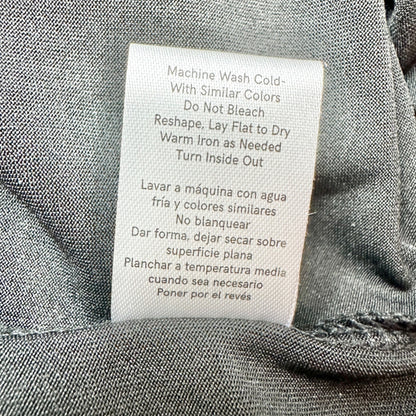 Machine Wash Cold-
With Similar Colors
Do Not Bleach
Reshape, Lay Flat to Dry
Warm Iron as Needed
Turn Inside Out
Lavar a máquina con agua
fría y colores similares
No blanquear
Dar forma, dejar secar sobre
superficie plana
Planchar a temperatura media
cuando sea necesario
Poner por el revés